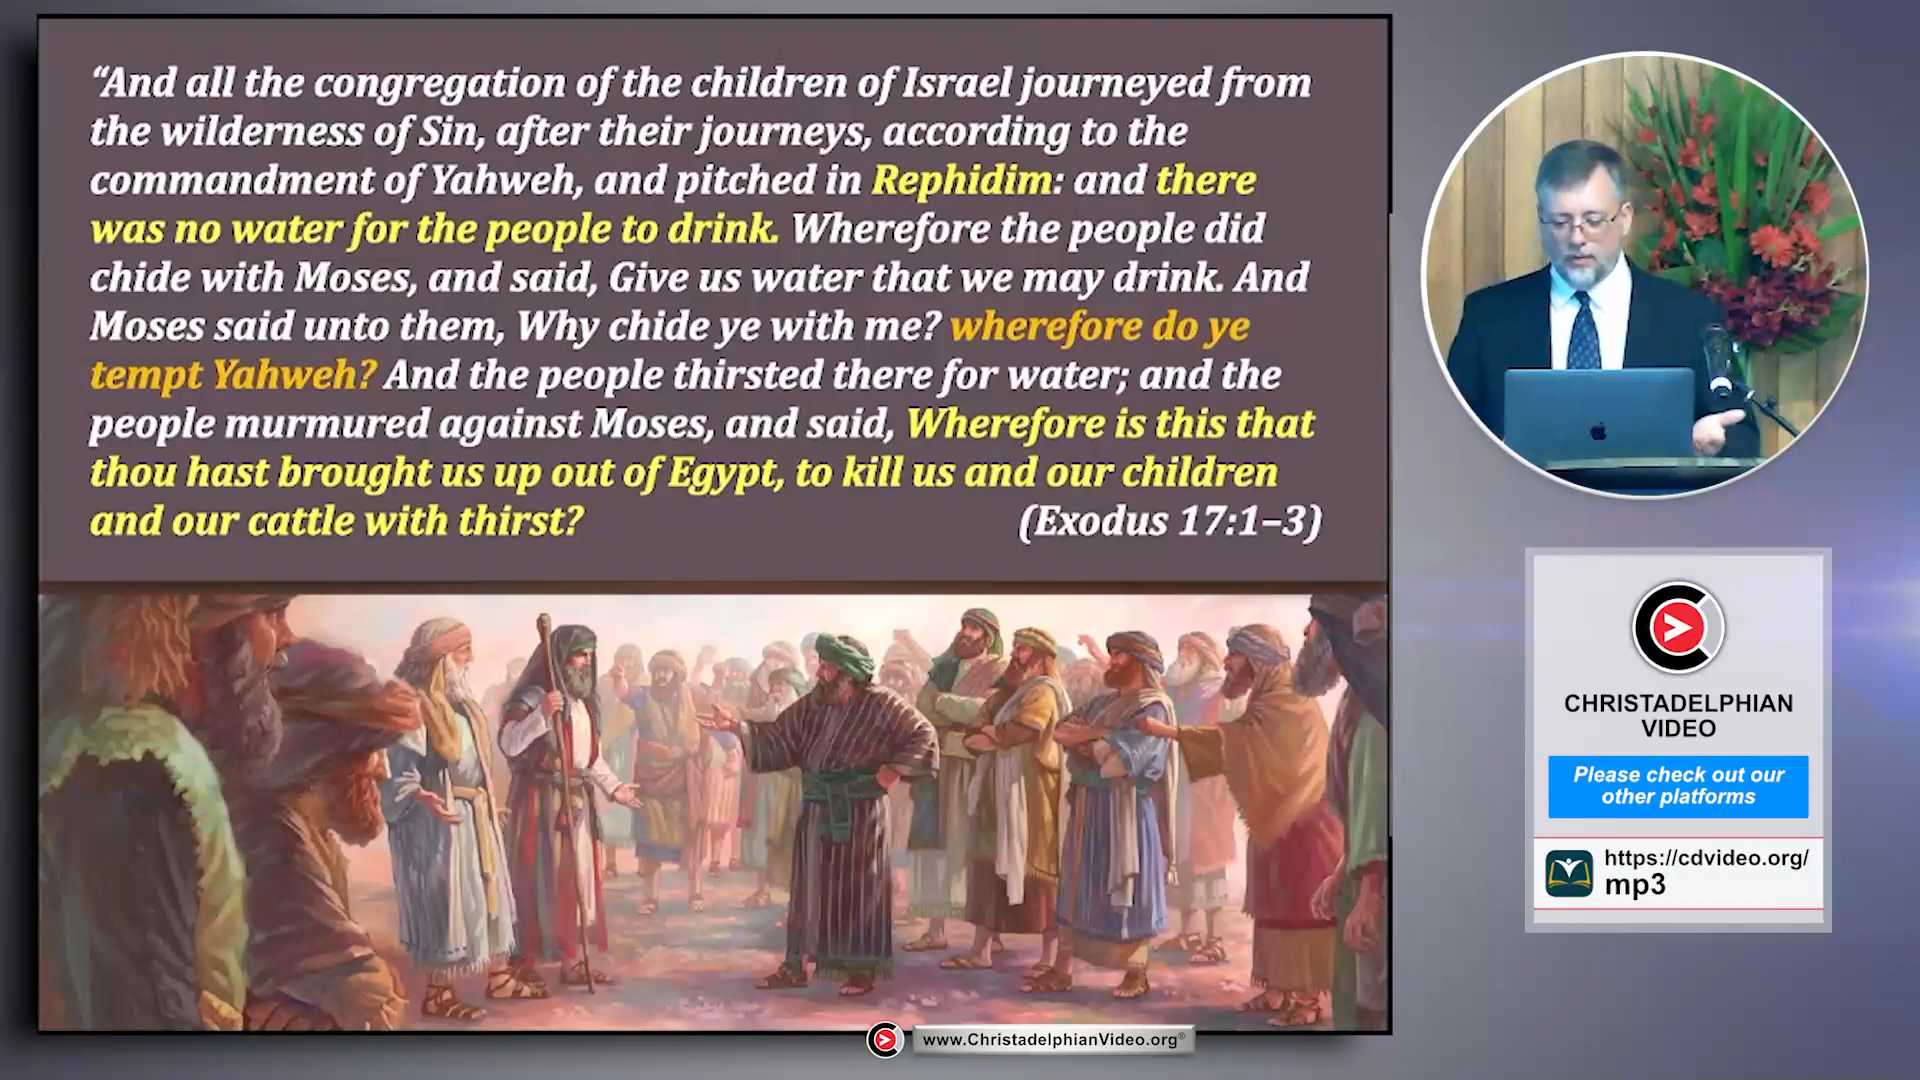 “And all the congregation of the children of Israel journeyed from
the wilderness of Sin, after their journeys, according to the
commandment of Yahweh, and pitched in Rephidim: and there
was no water for the people to drink. Wherefore the people did
chide with Moses, and said, Give us water that we may drink. And
Moses said unto them, Why chide ye with me? wherefore do ye
tempt Yahweh? And the people thirsted there for water; and the
people murmured against Moses, and said, Wherefore is this that
thou hast brought us up out of Egypt, to kill us and our children
and our cattle with thirst? (Exodus 17:1–3)
CHRISTADELPHIAN
VIDEO
Please check out our
other platforms
https://cdvideo.org/
mp3
www.ChristadelphianVideo.org®